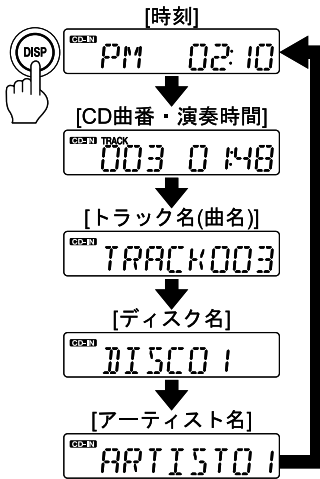 [時刻]
DISP
CD-IN
PM 02:10
[CD曲番・演奏時間]
CD-IN TRACK
003 01:48
[トラック名(曲名)]
CD-IN
TRACK003
[ディスク名]
CD-IN
DISC01
[アーティスト名]
CD-IN
ARTIST01